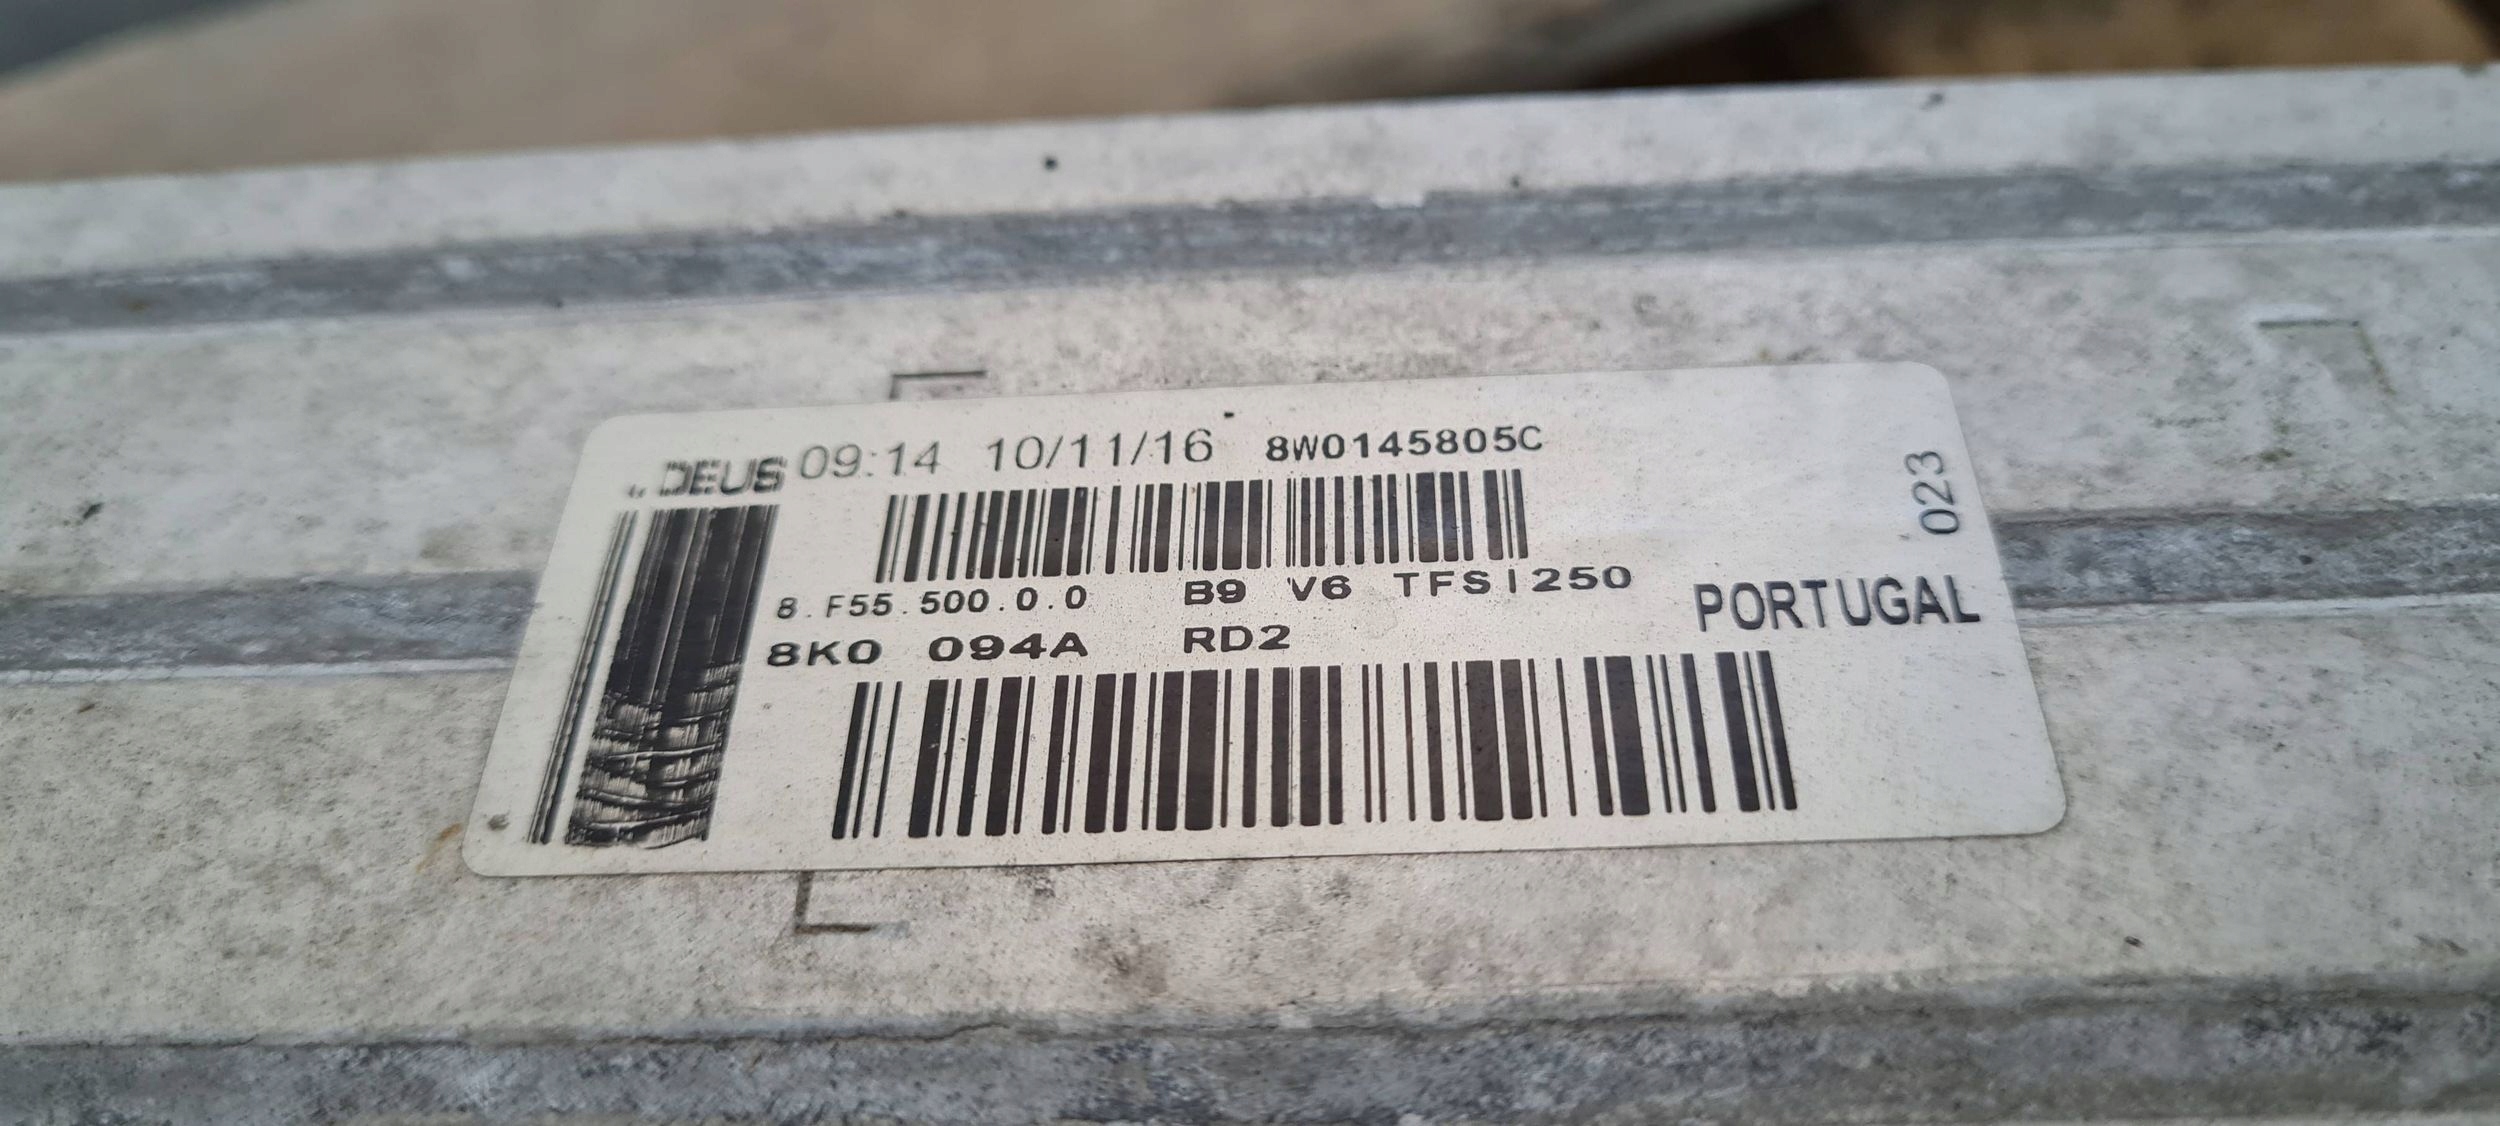 09:14 10/11/16 8W0145805C
8.F55.500.0.0 B9 V6 TFSI250
8K0 094A RD2
PORTUGAL
023